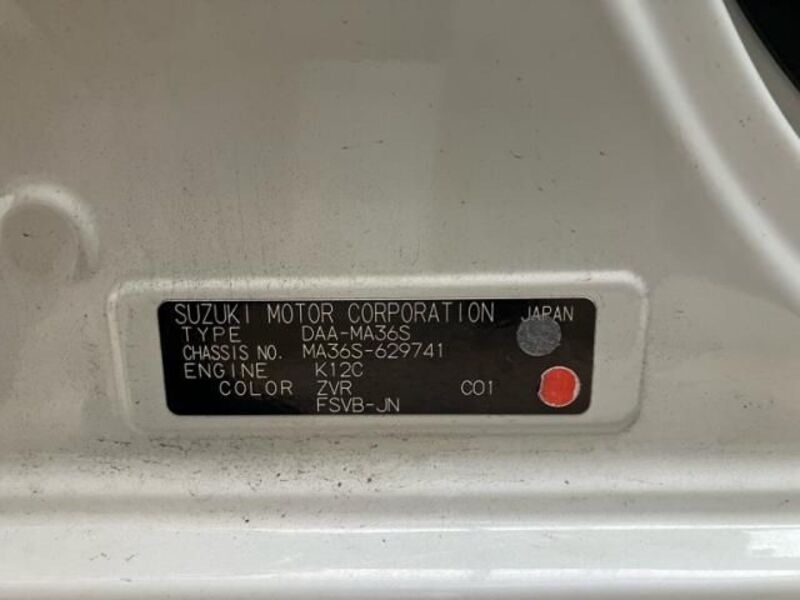 SUZUKI MOTOR CORPORATION JAPAN
TYPE DAA-MA36S
CHASSIS NO. MA36S-629741
ENGINE K12C
COLOR ZVR C01
FSVB-JN